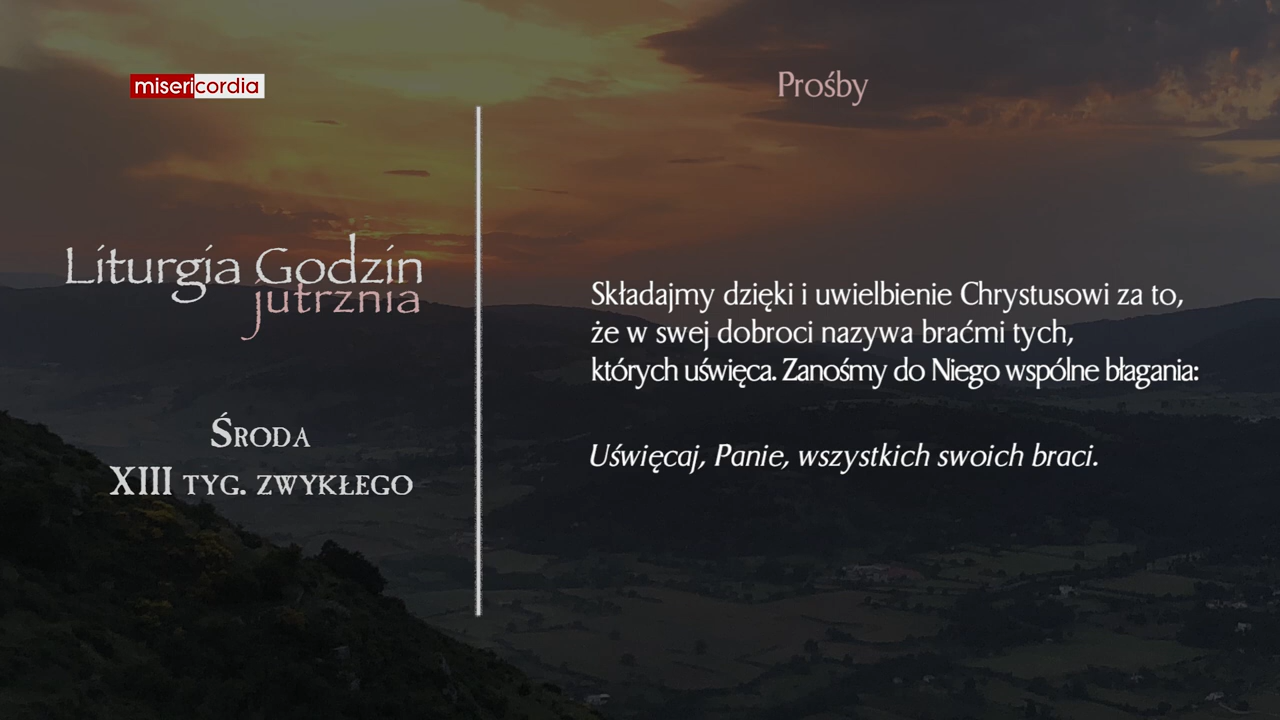 misericordia
Liturgia Godzin
jutrznia
Środa
XIII tyg. zwykłego
Prośby
Składajmy dzięki i uwielbienie Chrystusowi za to,
że w swej dobroci nazywa braćmi tych,
których uświęca. Zanośmy do Niego wspólne błagania:
Uświęcaj, Panie, wszystkich swoich braci.